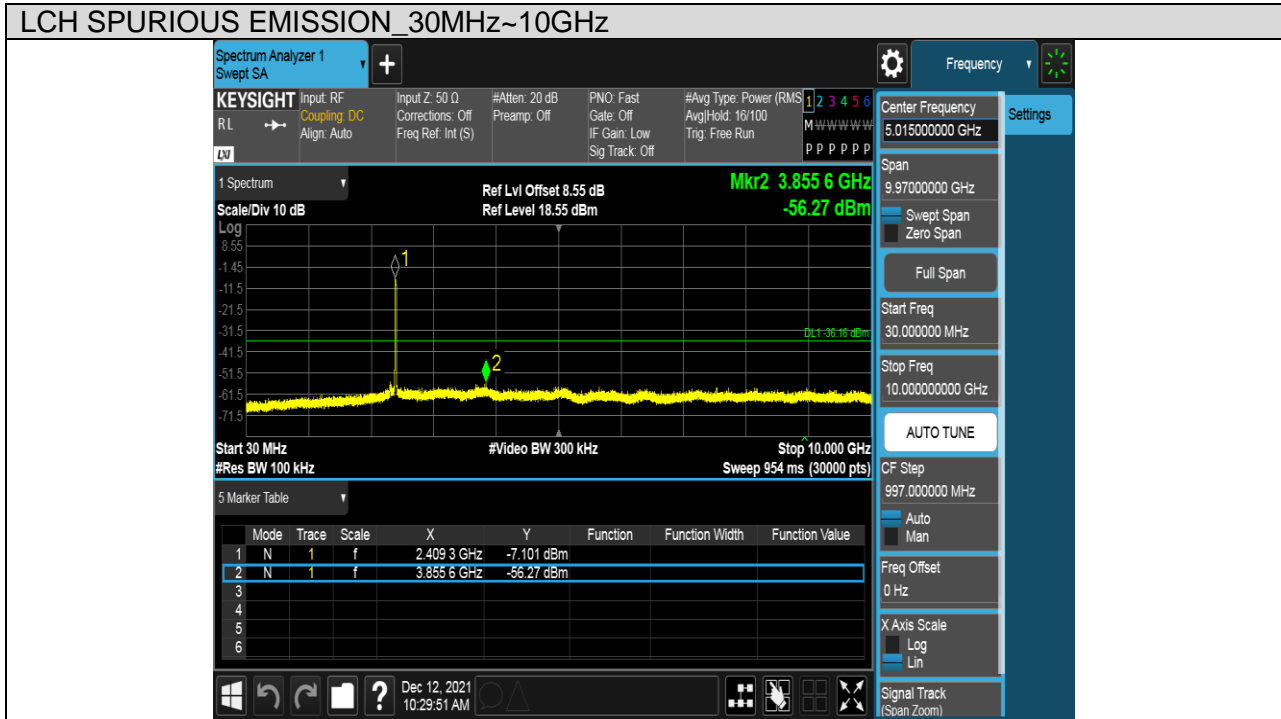 LCH SPURIOUS EMISSION_30MHz~10GHz
Spectrum Analyzer 1
Swept SA
Frequency
KEYSIGHT
RL
LXI
Input: RF
Coupling: DC
Align: Auto
Input Z: 50 Ω
Corrections: Off
Freq Ref: Int (S)
#Atten: 20 dB
Preamp: Off
PNO: Fast
Gate: Off
IF Gain: Low
Sig Track: Off
#Avg Type: Power (RMS
Avg|Hold: 16/100
Trig: Free Run
1 2 3 4 5 6
M W W W W W
P P P P P P
1 Spectrum
Scale/Div 10 dB
Ref Lvl Offset 8.55 dB
Ref Level 18.55 dBm
Mkr2 3.855 6 GHz
-56.27 dBm
Log
8.55
-1.45
-11.5
-21.5
-31.5
-41.5
-51.5
-61.5
-71.5
1
2
DL1 -36.16 dBm
Start 30 MHz
#Video BW 300 kHz
Stop 10.000 GHz
#Res BW 100 kHz
Sweep 954 ms (30000 pts)
5 Marker Table
Mode Trace Scale X Y Function Function Width Function Value
1 N 1 f 2.409 3 GHz -7.101 dBm
2 N 1 f 3.855 6 GHz -56.27 dBm
3
4
5
6
?
Dec 12, 2021
10:29:51 AM
Center Frequency
5.015000000 GHz
Settings
Span
9.97000000 GHz
Swept Span
Zero Span
Full Span
Start Freq
30.000000 MHz
Stop Freq
10.000000000 GHz
AUTO TUNE
CF Step
997.000000 MHz
Auto
Man
Freq Offset
0 Hz
X Axis Scale
Log
Lin
Signal Track
(Span Zoom)